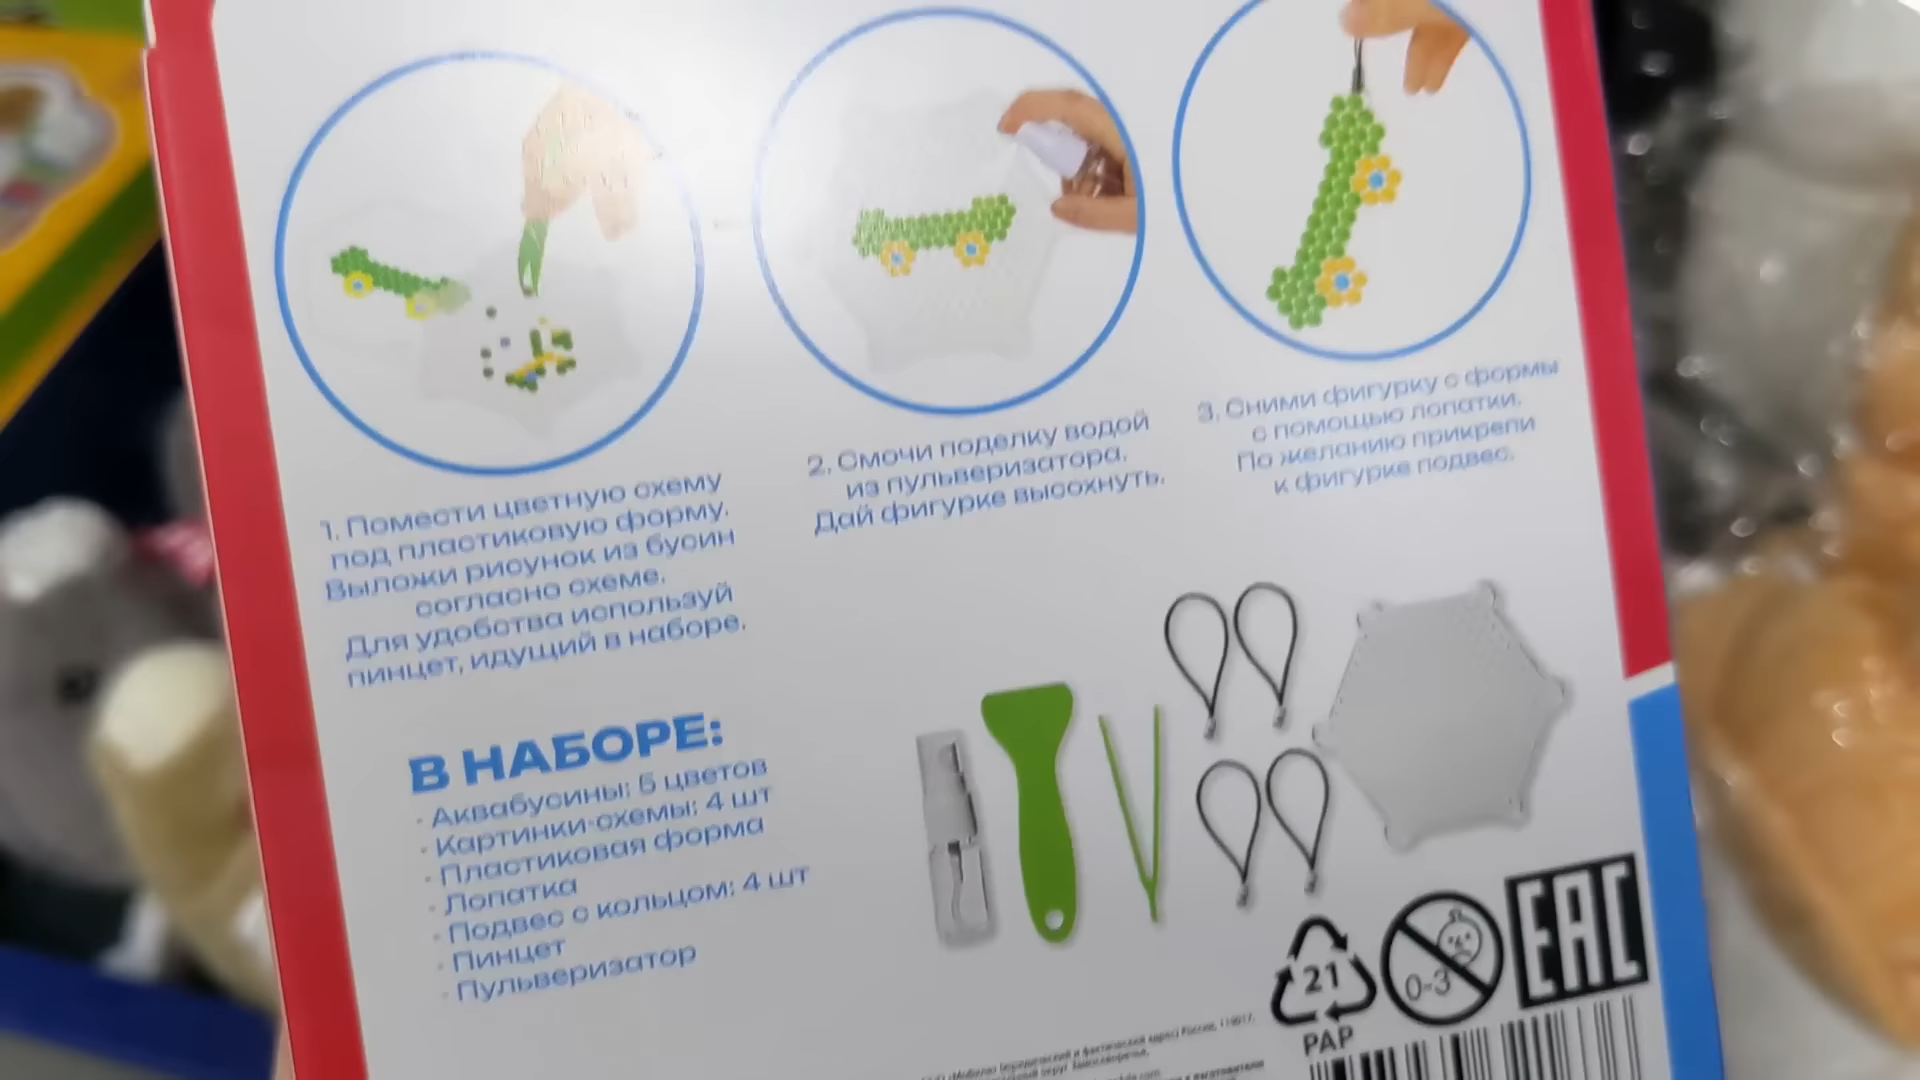 1. Помести цветную схему
под пластиковую форму.
Выложи рисунок из бусин
согласно схеме.
Для удобства используй
пинцет, идущий в наборе.
2. Смочи поделку водой
из пульверизатора.
Дай фигурке высохнуть.
3. Сними фигурку с формы
с помощью лопатки.
По желанию прикрепи
к фигурке подвес.
В НАБОРЕ:
· Аквабусины: 5 цветов
· Картинки-схемы: 4 шт
· Пластиковая форма
· Лопатка
· Подвес с кольцом: 4 шт
· Пинцет
· Пульверизатор
21
PAP
0-3
EAC